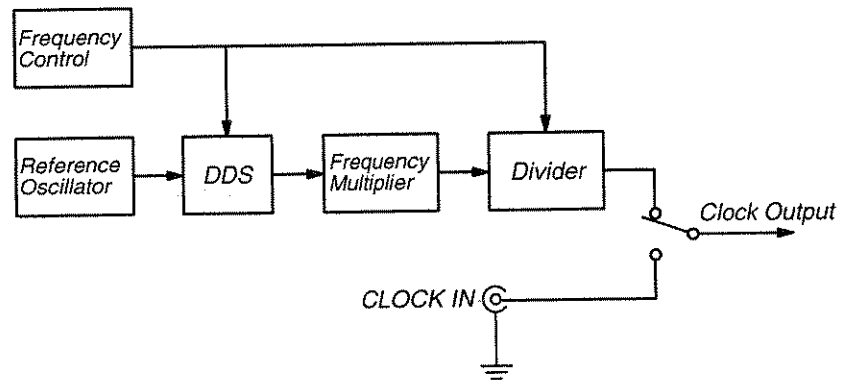 Frequency
Control
Reference
Oscillator
DDS
Frequency
Multiplier
Divider
Clock Output
CLOCK IN